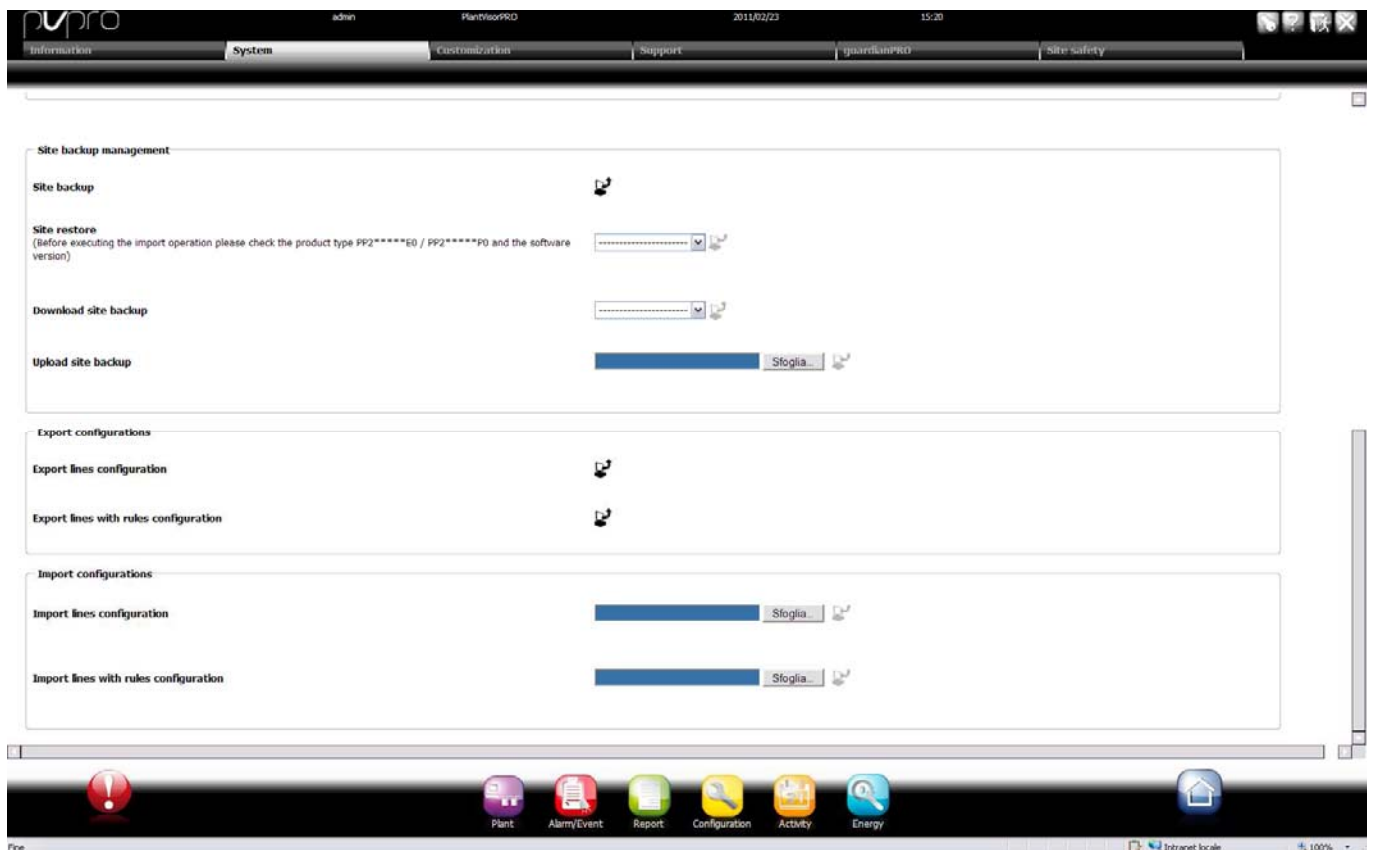 pvpro admin PlantVisorPRO 2011/02/23 15:20
Information System Customization Support guardianPRO Site safety
Site backup management
Site backup
Site restore
(Before executing the import operation please check the product type PP2*****E0 / PP2*****P0 and the software
version)
----------------------
Download site backup
----------------------
Upload site backup Sfoglia...
Export configurations
Export lines configuration
Export lines with rules configuration
Import configurations
Import lines configuration Sfoglia...
Import lines with rules configuration Sfoglia...
Plant Alarm/Event Report Configuration Activity Energy
Fine Intranet locale 100%